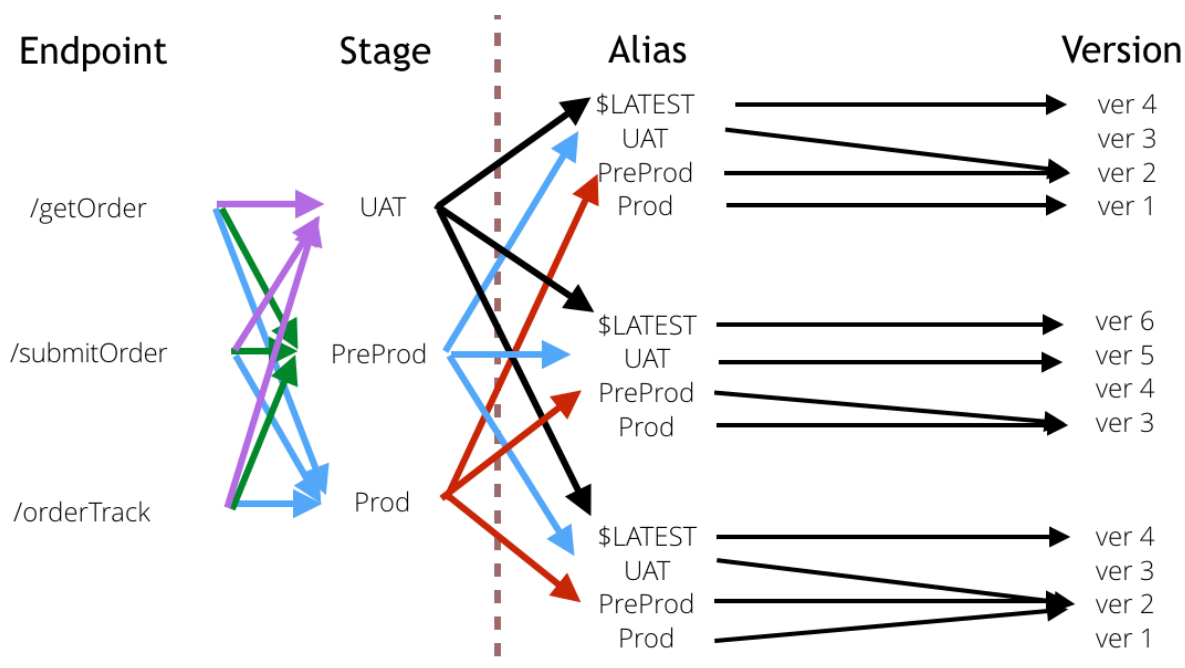 Endpoint Stage Alias Version
$LATEST ver 4
UAT ver 3
PreProd ver 2
/getOrder UAT Prod ver 1
$LATEST ver 6
/submitOrder PreProd UAT ver 5
PreProd ver 4
Prod ver 3
/orderTrack Prod
$LATEST ver 4
UAT ver 3
PreProd ver 2
Prod ver 1